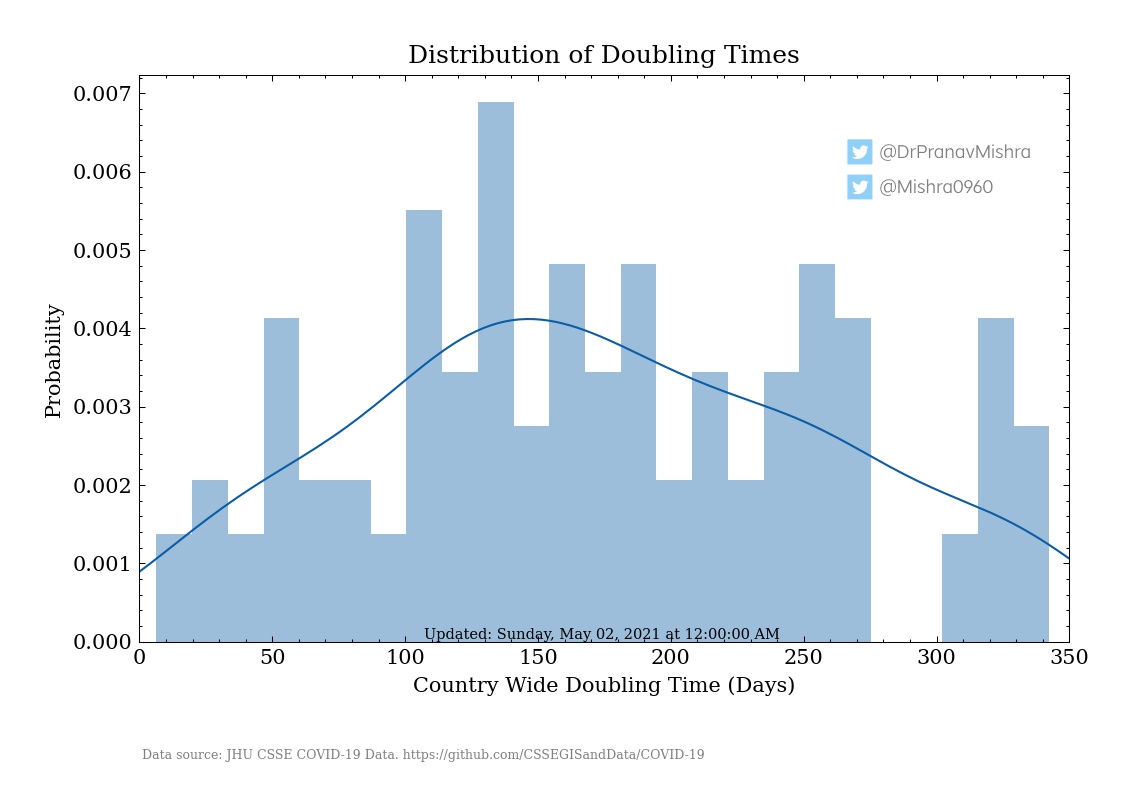 Distribution of Doubling Times
0.007
0.006
0.005
0.004
0.003
0.002
0.001
0.000
Probability
@DrPranavMishra
@Mishra0960
Updated: Sunday, May 02, 2021 at 12:00:00 AM
0 50 100 150 200 250 300 350
Country Wide Doubling Time (Days)
Data source: JHU CSSE COVID-19 Data. https://github.com/CSSEGISandData/COVID-19